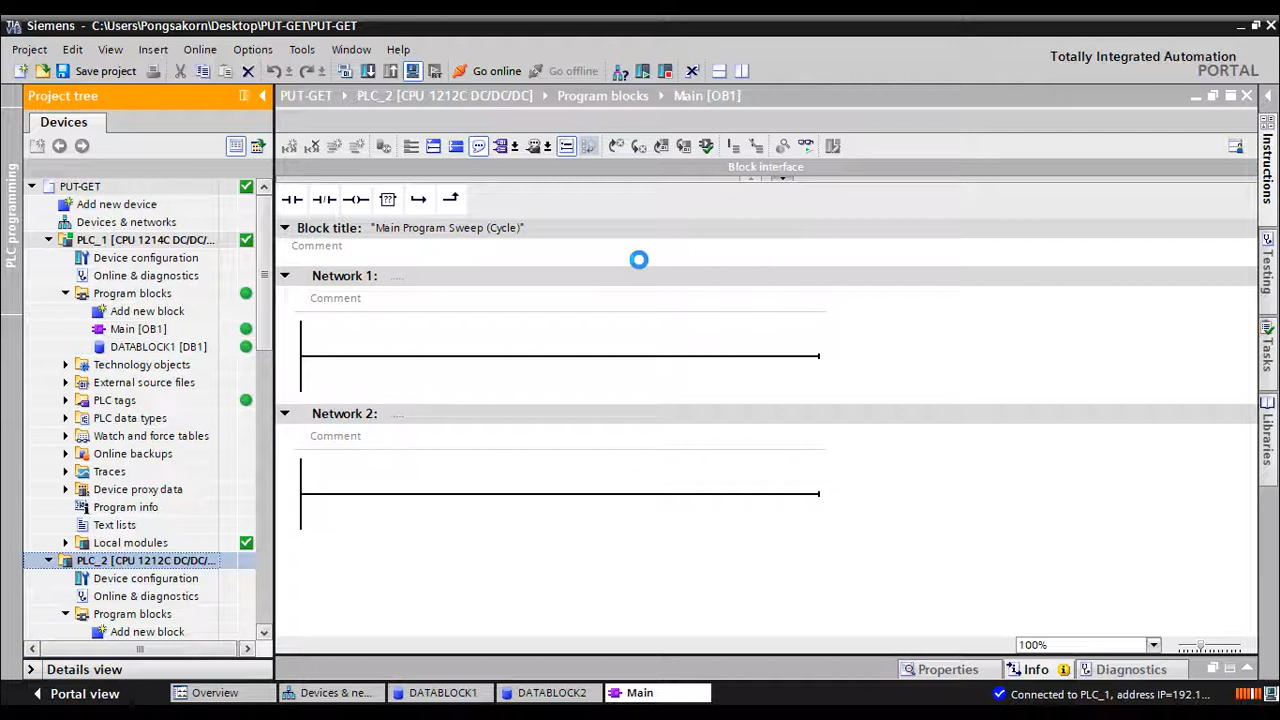 TIA
V13
Siemens - C:\Users\Pongsakorn\Desktop\PUT-GET\PUT-GET
Project Edit View Insert Online Options Tools Window Help
Totally Integrated Automation
PORTAL
Save project
Go online
Go offline
Project tree
PUT-GET
PLC_2 [CPU 1212C DC/DC/DC]
Program blocks
Main [OB1]
Devices
Block interface
PUT-GET
Add new device
Devices & networks
PLC_1 [CPU 1214C DC/DC/...
Device configuration
Online & diagnostics
Program blocks
Add new block
Main [OB1]
DATABLOCK1 [DB1]
Technology objects
External source files
PLC tags
PLC data types
Watch and force tables
Online backups
Traces
Device proxy data
Program info
Text lists
Local modules
PLC_2 [CPU 1212C DC/DC/...
Device configuration
Online & diagnostics
Program blocks
Add new block
??
Block title: "Main Program Sweep (Cycle)"
Comment
Network 1: .....
Comment
Network 2: .....
Comment
100%
PLC programming
Instructions
Testing
Tasks
Libraries
Details view
Properties
Info
Diagnostics
Portal view
Overview
Devices & ne...
DATABLOCK1
DATABLOCK2
Main
Connected to PLC_1, address IP=192.1...